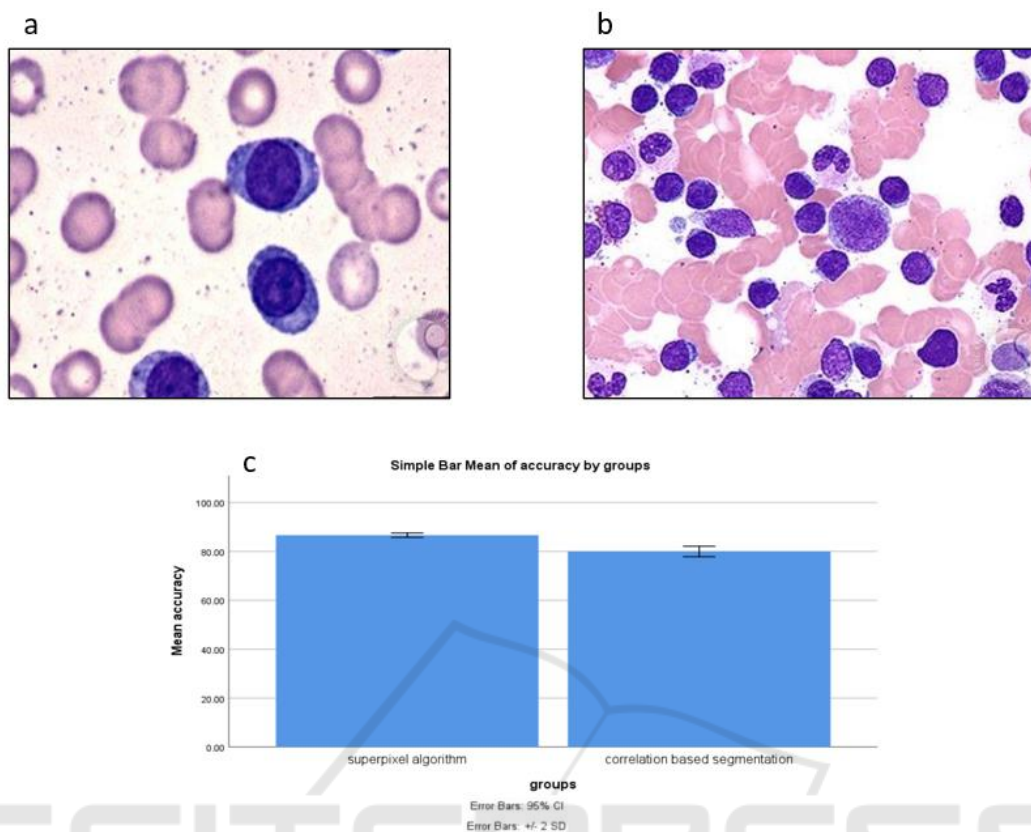 a
b
c
Simple Bar Mean of accuracy by groups
Mean accuracy
100.00
80.00
60.00
40.00
20.00
0.00
superpixel algorithm
correlation based segmentation
groups
Error Bars: 95% CI
Error Bars: +/- 2 SD